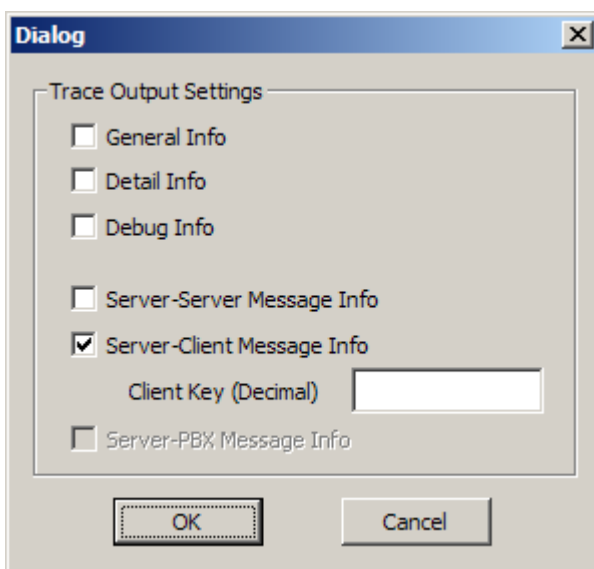 Dialog
Trace Output Settings
General Info
Detail Info
Debug Info
Server-Server Message Info
Server-Client Message Info
Client Key (Decimal)
Server-PBX Message Info
OK Cancel